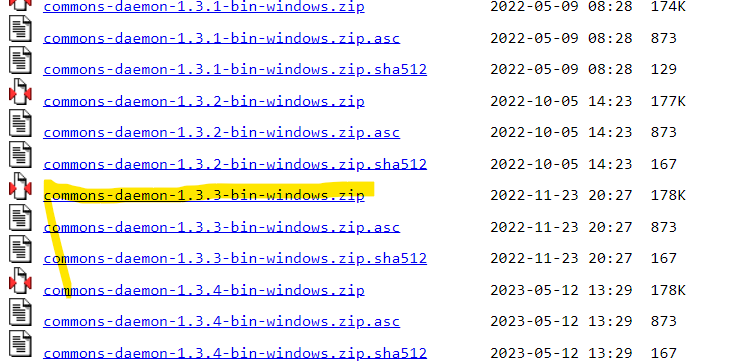 commons-daemon-1.3.1-bin-windows.zip 2022-05-09 08:28 174K
commons-daemon-1.3.1-bin-windows.zip.asc 2022-05-09 08:28 873
commons-daemon-1.3.1-bin-windows.zip.sha512 2022-05-09 08:28 129
commons-daemon-1.3.2-bin-windows.zip 2022-10-05 14:23 177K
commons-daemon-1.3.2-bin-windows.zip.asc 2022-10-05 14:23 873
commons-daemon-1.3.2-bin-windows.zip.sha512 2022-10-05 14:23 167
commons-daemon-1.3.3-bin-windows.zip 2022-11-23 20:27 178K
commons-daemon-1.3.3-bin-windows.zip.asc 2022-11-23 20:27 873
commons-daemon-1.3.3-bin-windows.zip.sha512 2022-11-23 20:27 167
commons-daemon-1.3.4-bin-windows.zip 2023-05-12 13:29 178K
commons-daemon-1.3.4-bin-windows.zip.asc 2023-05-12 13:29 873
commons-daemon-1.3.4-bin-windows.zip.sha512 2023-05-12 13:29 167